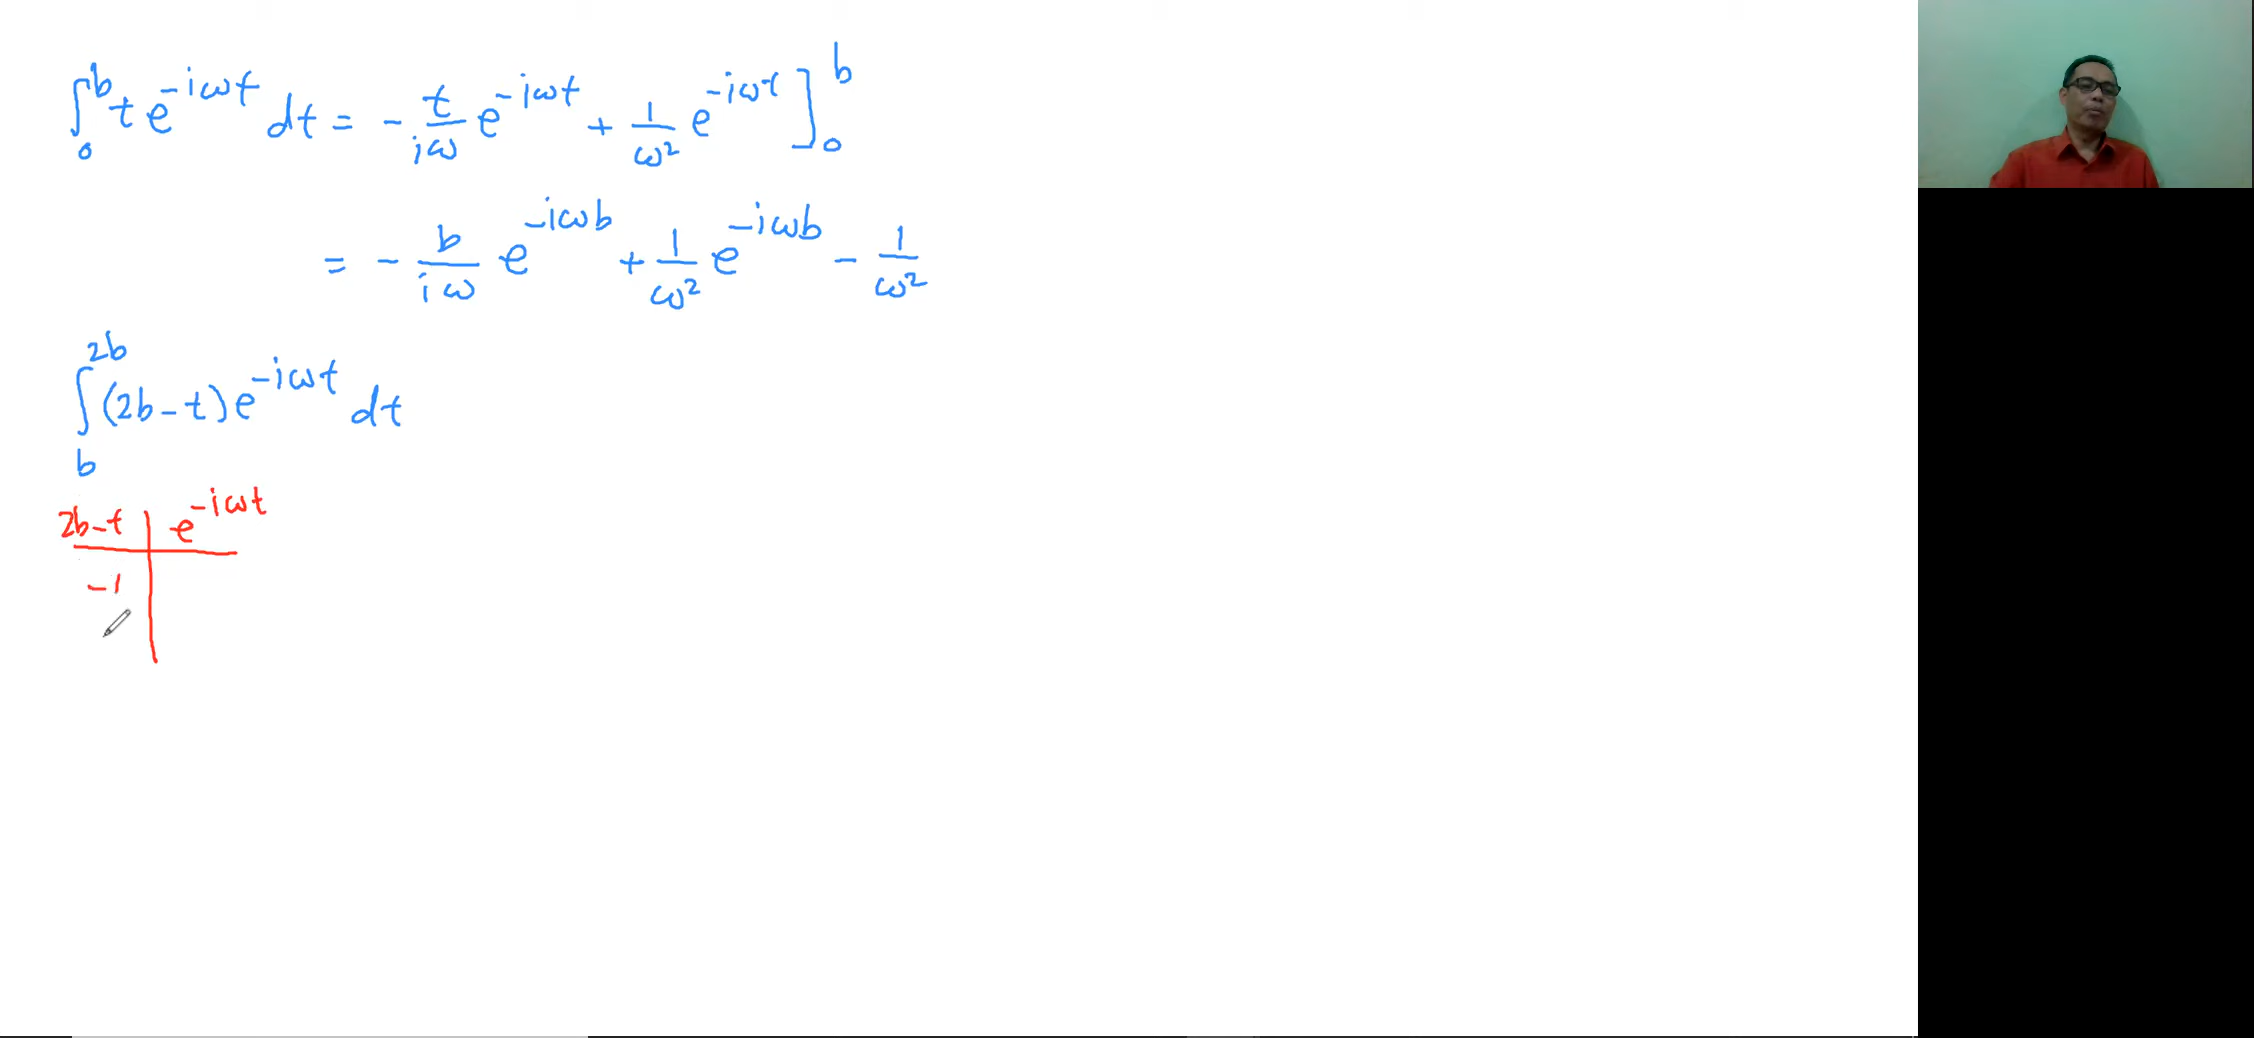 ∫₀ᵇ t e^{-iωt} dt = - t/(iω) e^{-iωt} + 1/ω² e^{-iωt} ]₀ᵇ
= - b/(iω) e^{-iωb} + 1/ω² e^{-iωb} - 1/ω²
∫_b^{2b} (2b-t) e^{-iωt} dt
2b-t | e^{-iωt}
-1 |